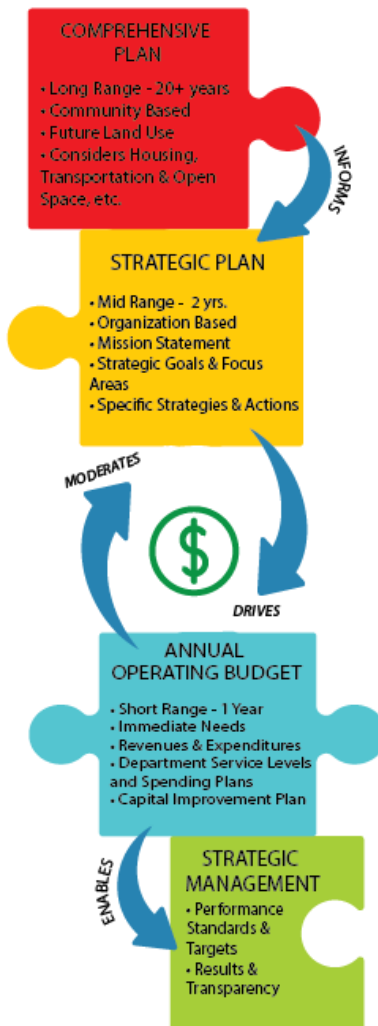 COMPREHENSIVE
PLAN
• Long Range - 20+ years
• Community Based
• Future Land Use
• Considers Housing,
Transportation & Open
Space, etc.
INFORMS
STRATEGIC PLAN
• Mid Range - 2 yrs.
• Organization Based
• Mission Statement
• Strategic Goals & Focus
Areas
• Specific Strategies & Actions
MODERATES
$
DRIVES
ANNUAL
OPERATING BUDGET
• Short Range - 1 Year
• Immediate Needs
• Revenues & Expenditures
• Department Service Levels
and Spending Plans
• Capital Improvement Plan
ENABLES
STRATEGIC
MANAGEMENT
• Performance
Standards &
Targets
• Results &
Transparency